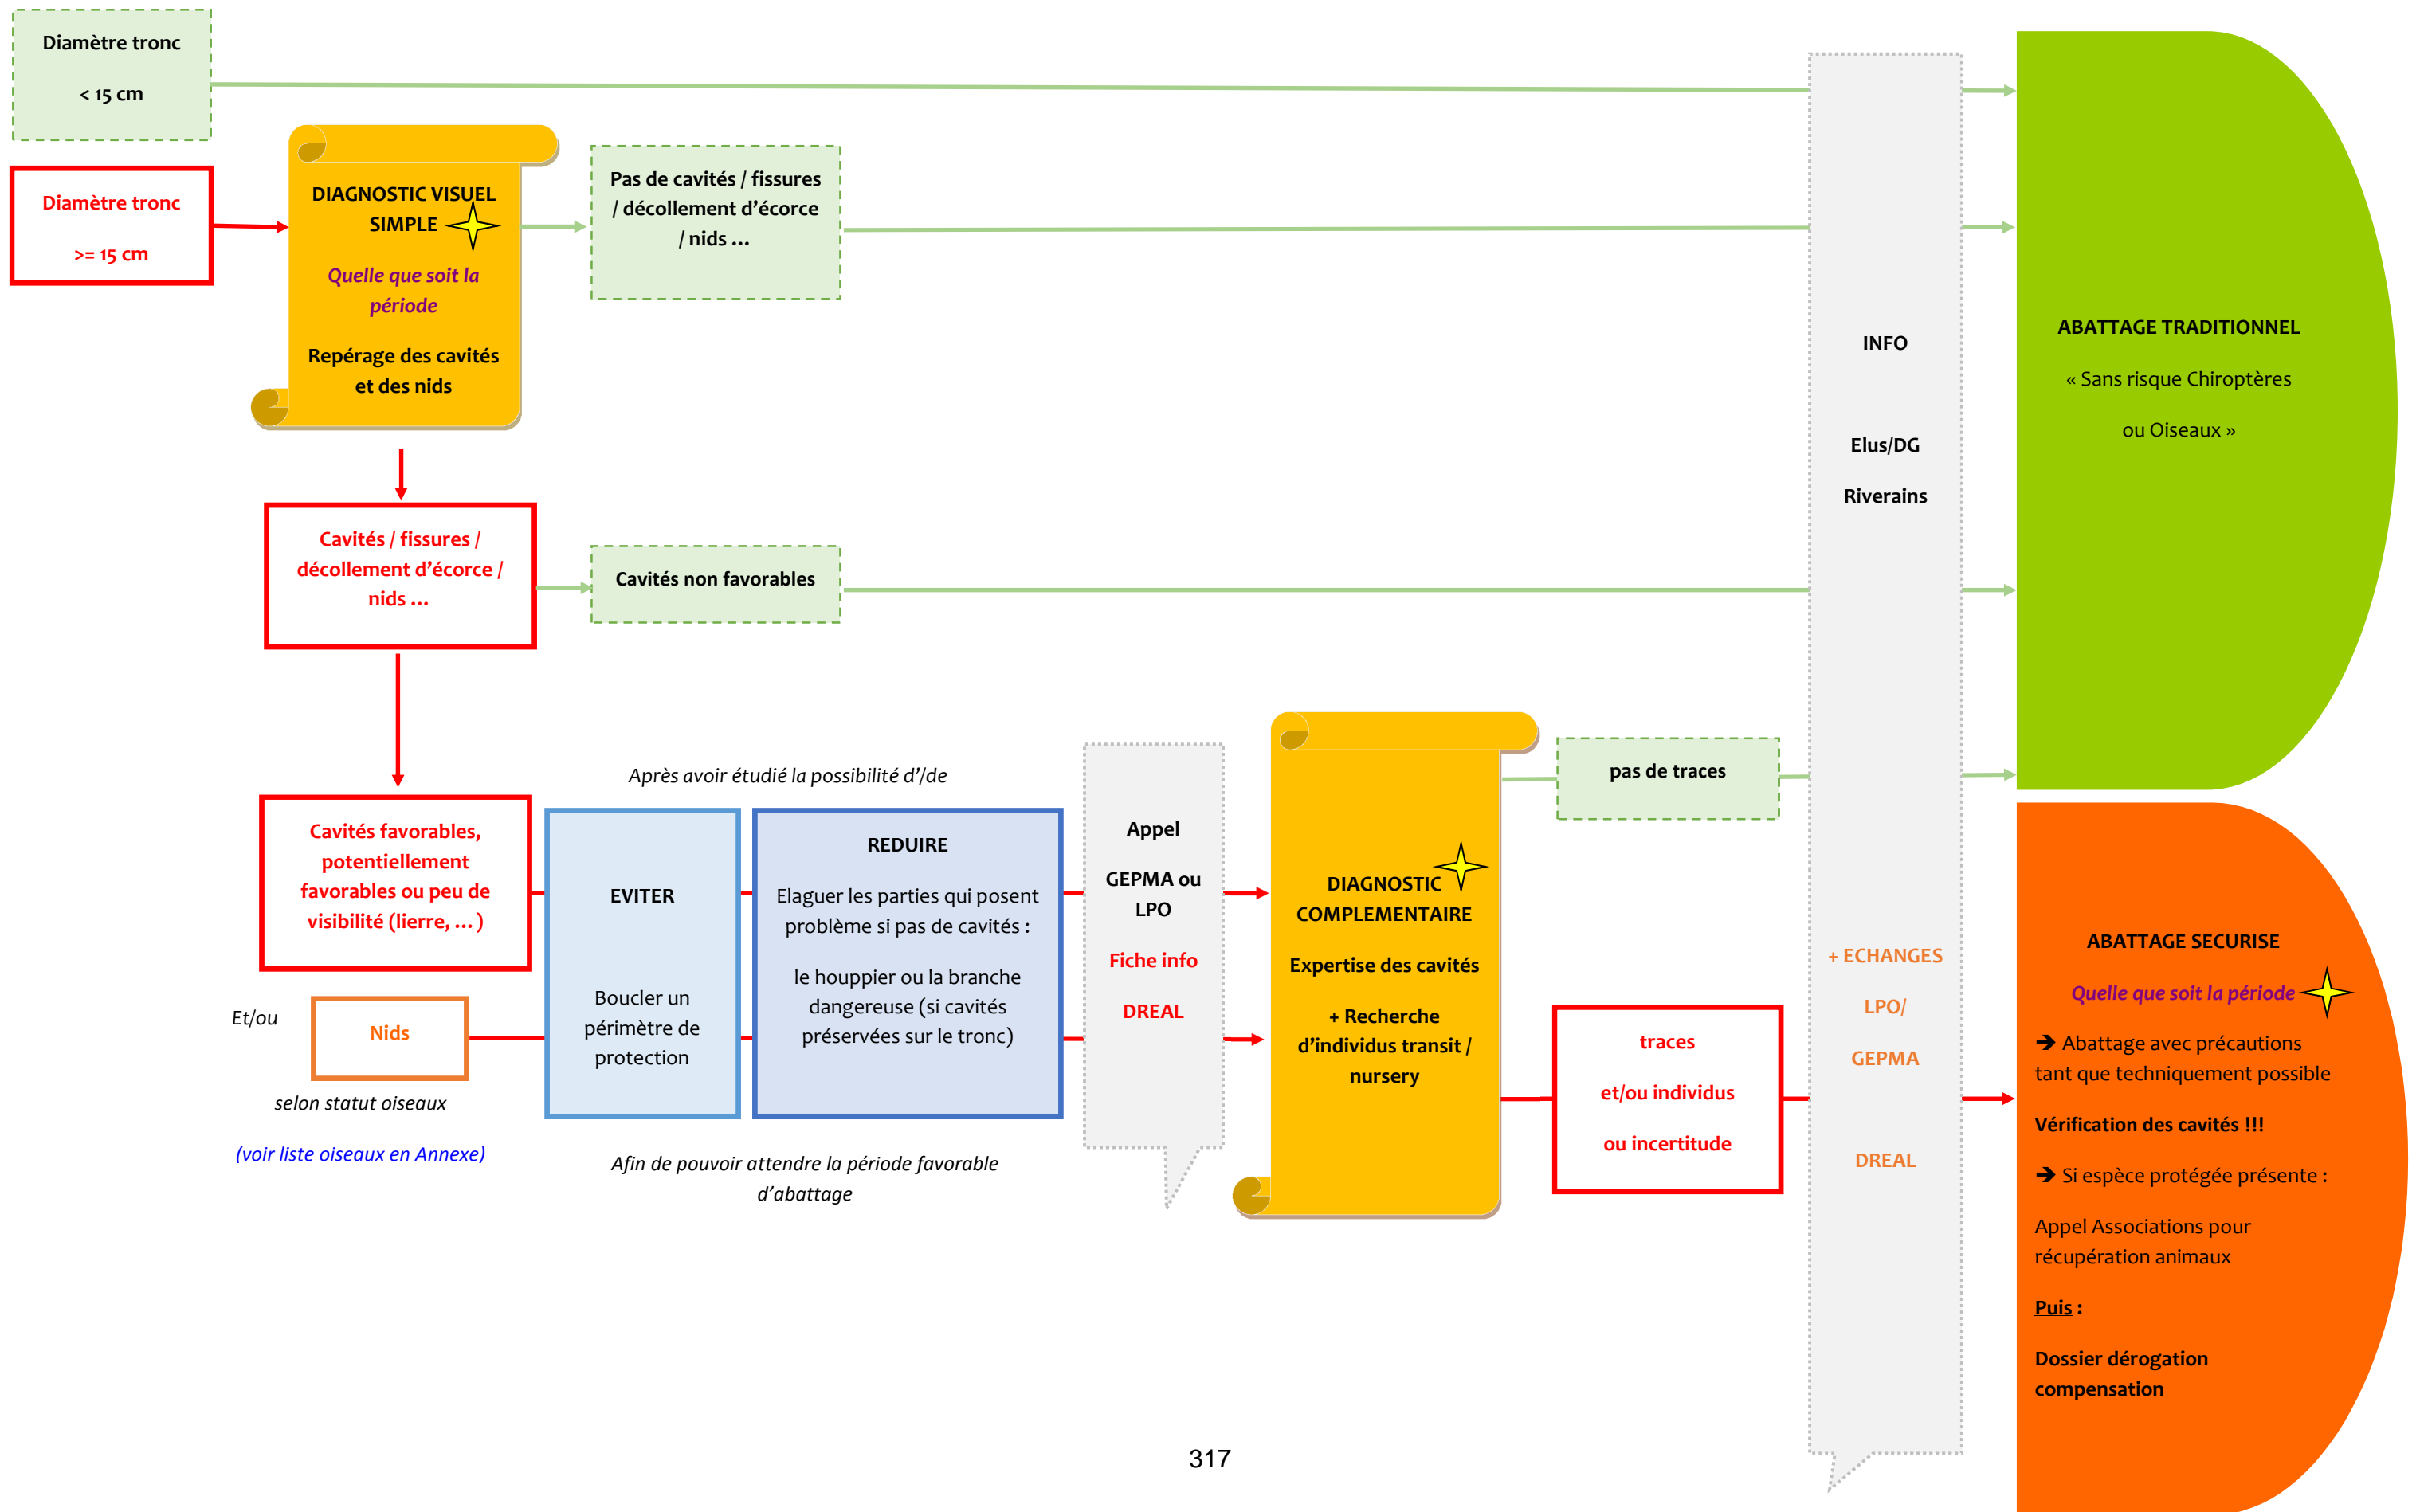 Diamètre tronc
< 15 cm
Diamètre tronc
>= 15 cm
DIAGNOSTIC VISUEL
SIMPLE
Quelle que soit la
période
Repérage des cavités
et des nids
Pas de cavités / fissures
/ décollement d’écorce
/ nids ...
Cavités / fissures /
décollement d’écorce /
nids ...
Cavités non favorables
Cavités favorables,
potentiellement
favorables ou peu de
visibilité (lierre, ... )
Et/ou
Nids
selon statut oiseaux
(voir liste oiseaux en Annexe)
Après avoir étudié la possibilité d’/de
EVITER
Boucler un
périmètre de
protection
REDUIRE
Elaguer les parties qui posent
problème si pas de cavités :
le houppier ou la branche
dangereuse (si cavités
préservées sur le tronc)
Afin de pouvoir attendre la période favorable
d’abattage
Appel
GEPMA ou
LPO
Fiche info
DREAL
DIAGNOSTIC
COMPLEMENTAIRE
Expertise des cavités
+ Recherche
d’individus transit /
nursery
pas de traces
traces
et/ou individus
ou incertitude
INFO
Elus/DG
Riverains
+ ECHANGES
LPO/
GEPMA
DREAL
ABATTAGE TRADITIONNEL
« Sans risque Chiroptères
ou Oiseaux »
ABATTAGE SECURISE
Quelle que soit la période
➔ Abattage avec précautions
tant que techniquement possible
Vérification des cavités !!!
➔ Si espèce protégée présente :
Appel Associations pour
récupération animaux
Puis :
Dossier dérogation
compensation
317